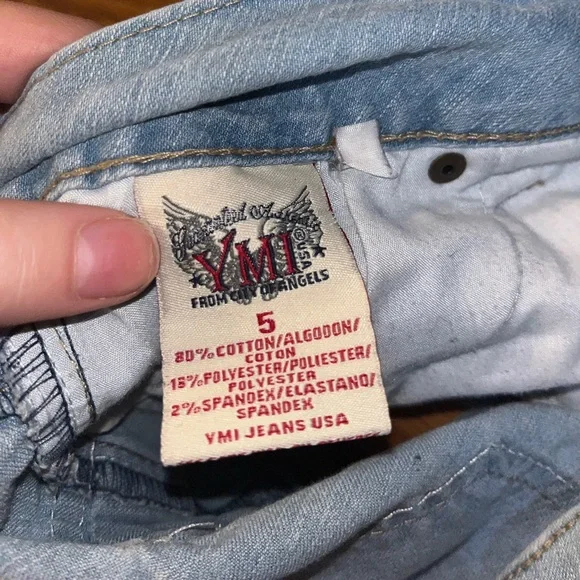 YMI
@USA
FROM CITY OF ANGELS
5
80% COTTON/ALGODON/
COTON
18% POLYESTER/POLIESTER/
POLYESTER
2% SPANDEX/ELASTANO/
SPANDEX
YMI JEANS USA